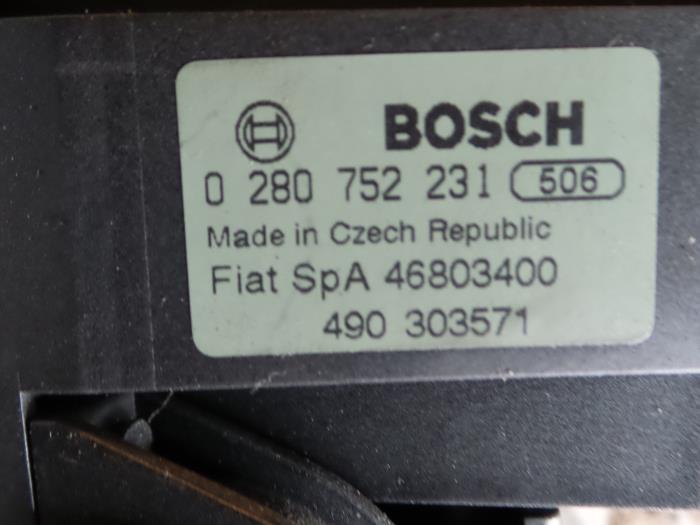 BOSCH
0 280 752 231 506
Made in Czech Republic
Fiat SpA 46803400
490 303571